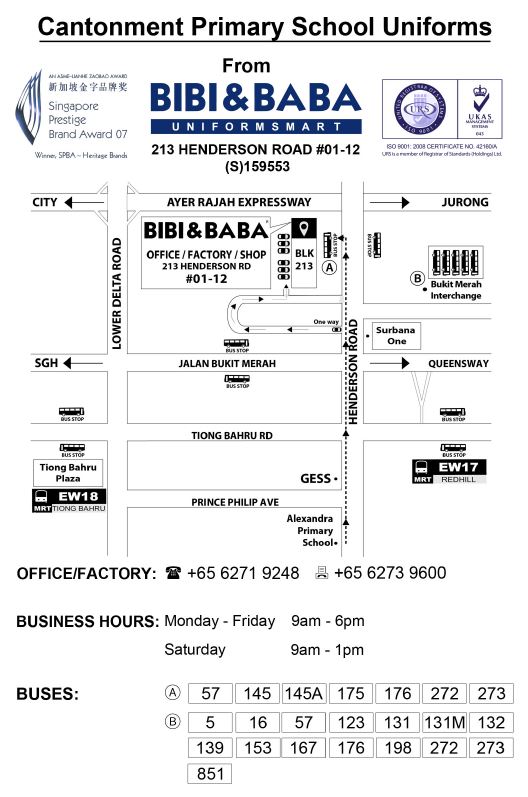 Cantonment Primary School Uniforms
From
AN ASME-LIANHE ZAOBAO AWARD
新加坡金字品牌奖
Singapore
Prestige
Brand Award 07
Winner, SPBA – Heritage Brands
BIBI & BABA
UNIFORMSMART
213 HENDERSON ROAD #01-12
(S)159553
URS
ISO 9001
UKAS
MANAGEMENT
SYSTEMS
043
ISO 9001: 2008 CERTIFICATE NO. 42160/A
URS is a member of Registrar of Standards (Holdings) Ltd.
CITY
AYER RAJAH EXPRESSWAY
JURONG
LOWER DELTA ROAD
BIBI & BABA
OFFICE / FACTORY / SHOP
213 HENDERSON RD
#01-12
BLK
213
BUS STOP
A
BUS STOP
B
Bukit Merah
Interchange
One way
HENDERSON ROAD
Surbana
One
BUS STOP
SGH
JALAN BUKIT MERAH
QUEENSWAY
BUS STOP
BUS STOP
BUS STOP
TIONG BAHRU RD
BUS STOP
BUS STOP
Tiong Bahru
Plaza
EW18
MRT TIONG BAHRU
EW17
MRT REDHILL
GESS
PRINCE PHILIP AVE
Alexandra
Primary
School
OFFICE/FACTORY: ☎ +65 6271 9248 +65 6273 9600
BUSINESS HOURS: Monday - Friday 9am - 6pm
Saturday 9am - 1pm
BUSES: A 57 145 145A 175 176 272 273
B 5 16 57 123 131 131M 132
139 153 167 176 198 272 273
851